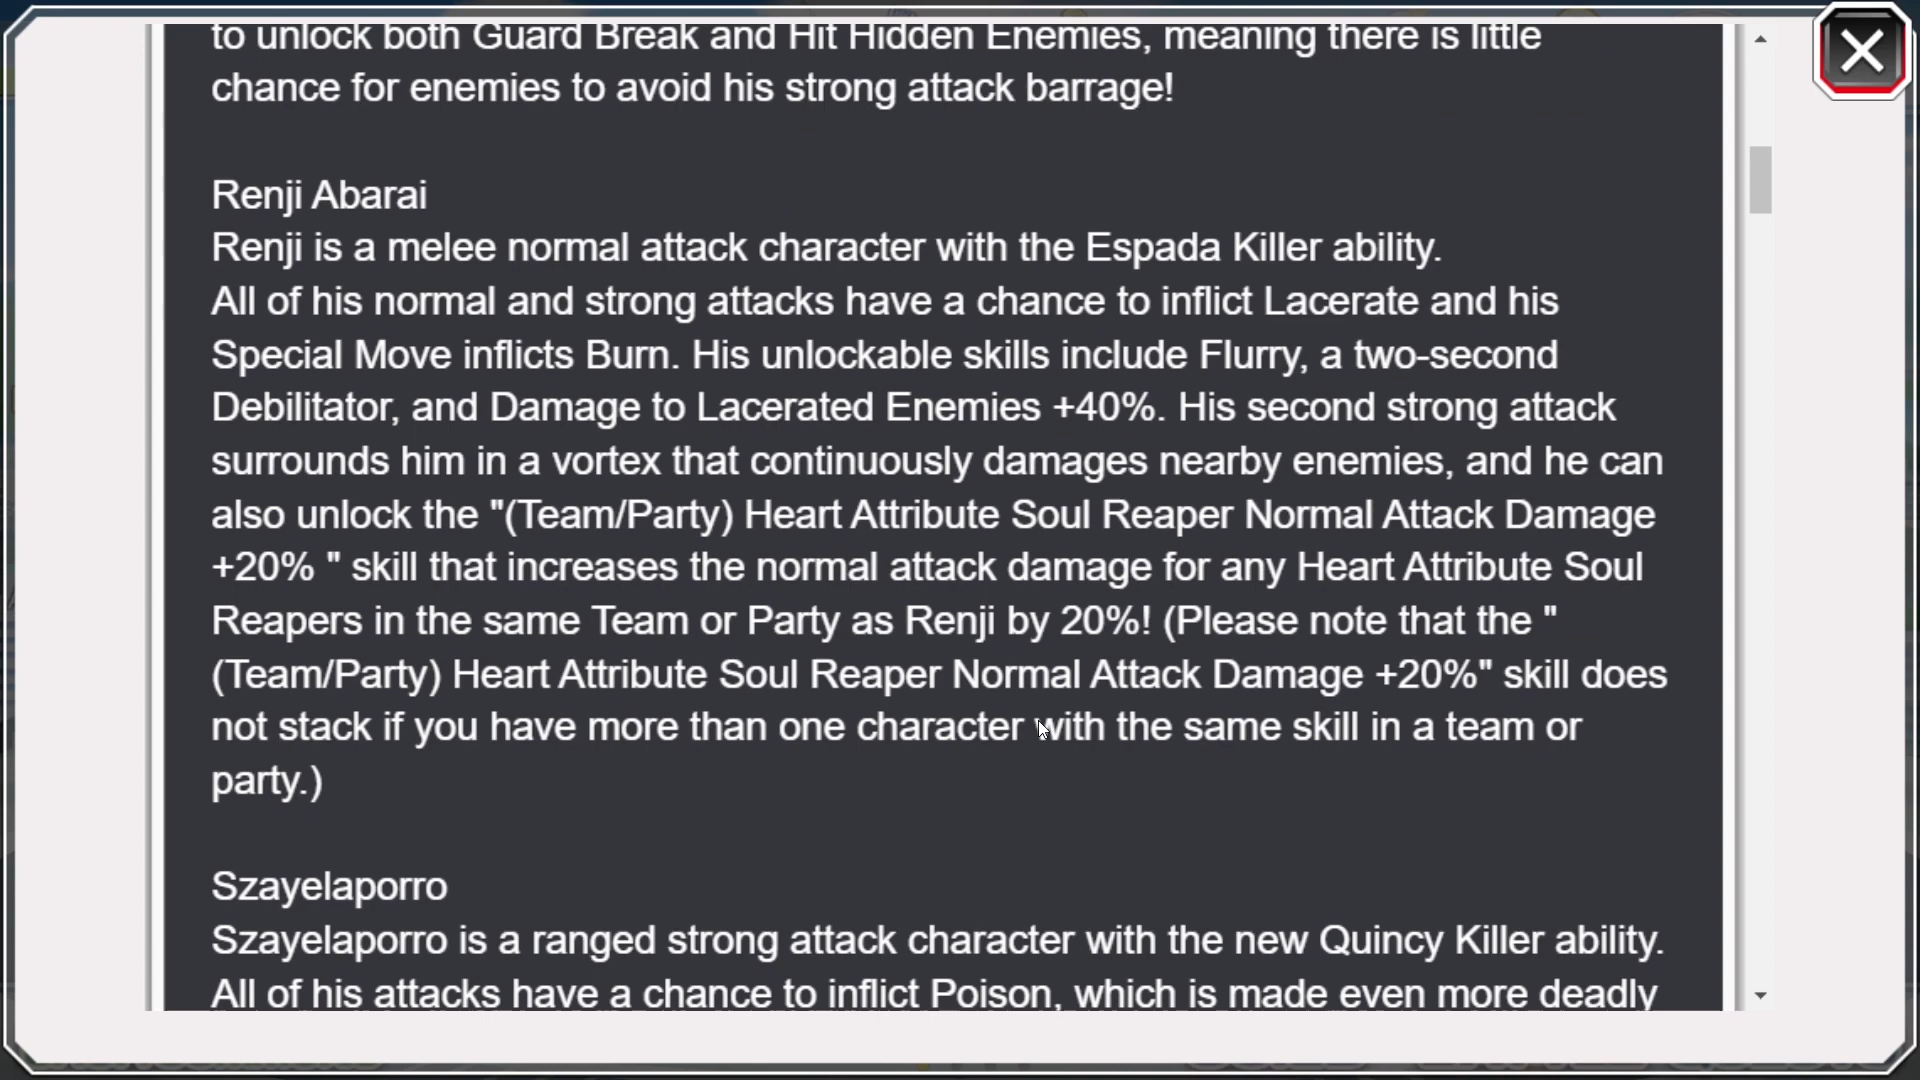 to unlock both Guard Break and Hit Hidden Enemies, meaning there is little
chance for enemies to avoid his strong attack barrage!
Renji Abarai
Renji is a melee normal attack character with the Espada Killer ability.
All of his normal and strong attacks have a chance to inflict Lacerate and his
Special Move inflicts Burn. His unlockable skills include Flurry, a two-second
Debilitator, and Damage to Lacerated Enemies +40%. His second strong attack
surrounds him in a vortex that continuously damages nearby enemies, and he can
also unlock the "(Team/Party) Heart Attribute Soul Reaper Normal Attack Damage
+20% " skill that increases the normal attack damage for any Heart Attribute Soul
Reapers in the same Team or Party as Renji by 20%! (Please note that the "
(Team/Party) Heart Attribute Soul Reaper Normal Attack Damage +20%" skill does
not stack if you have more than one character with the same skill in a team or
party.)
Szayelaporro
Szayelaporro is a ranged strong attack character with the new Quincy Killer ability.
All of his attacks have a chance to inflict Poison, which is made even more deadly